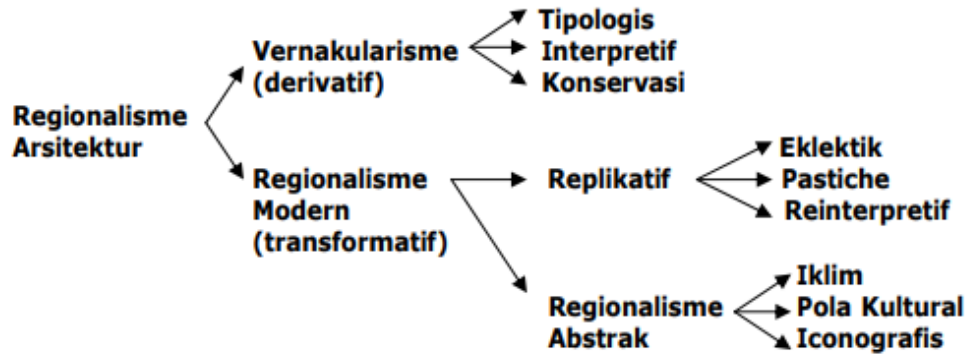 Regionalisme
Arsitektur
Vernakularisme
(derivatif)
Tipologis
Interpretif
Konservasi
Regionalisme
Modern
(transformatif)
Replikatif
Eklektik
Pastiche
Reinterpretif
Regionalisme
Abstrak
Iklim
Pola Kultural
Iconografis